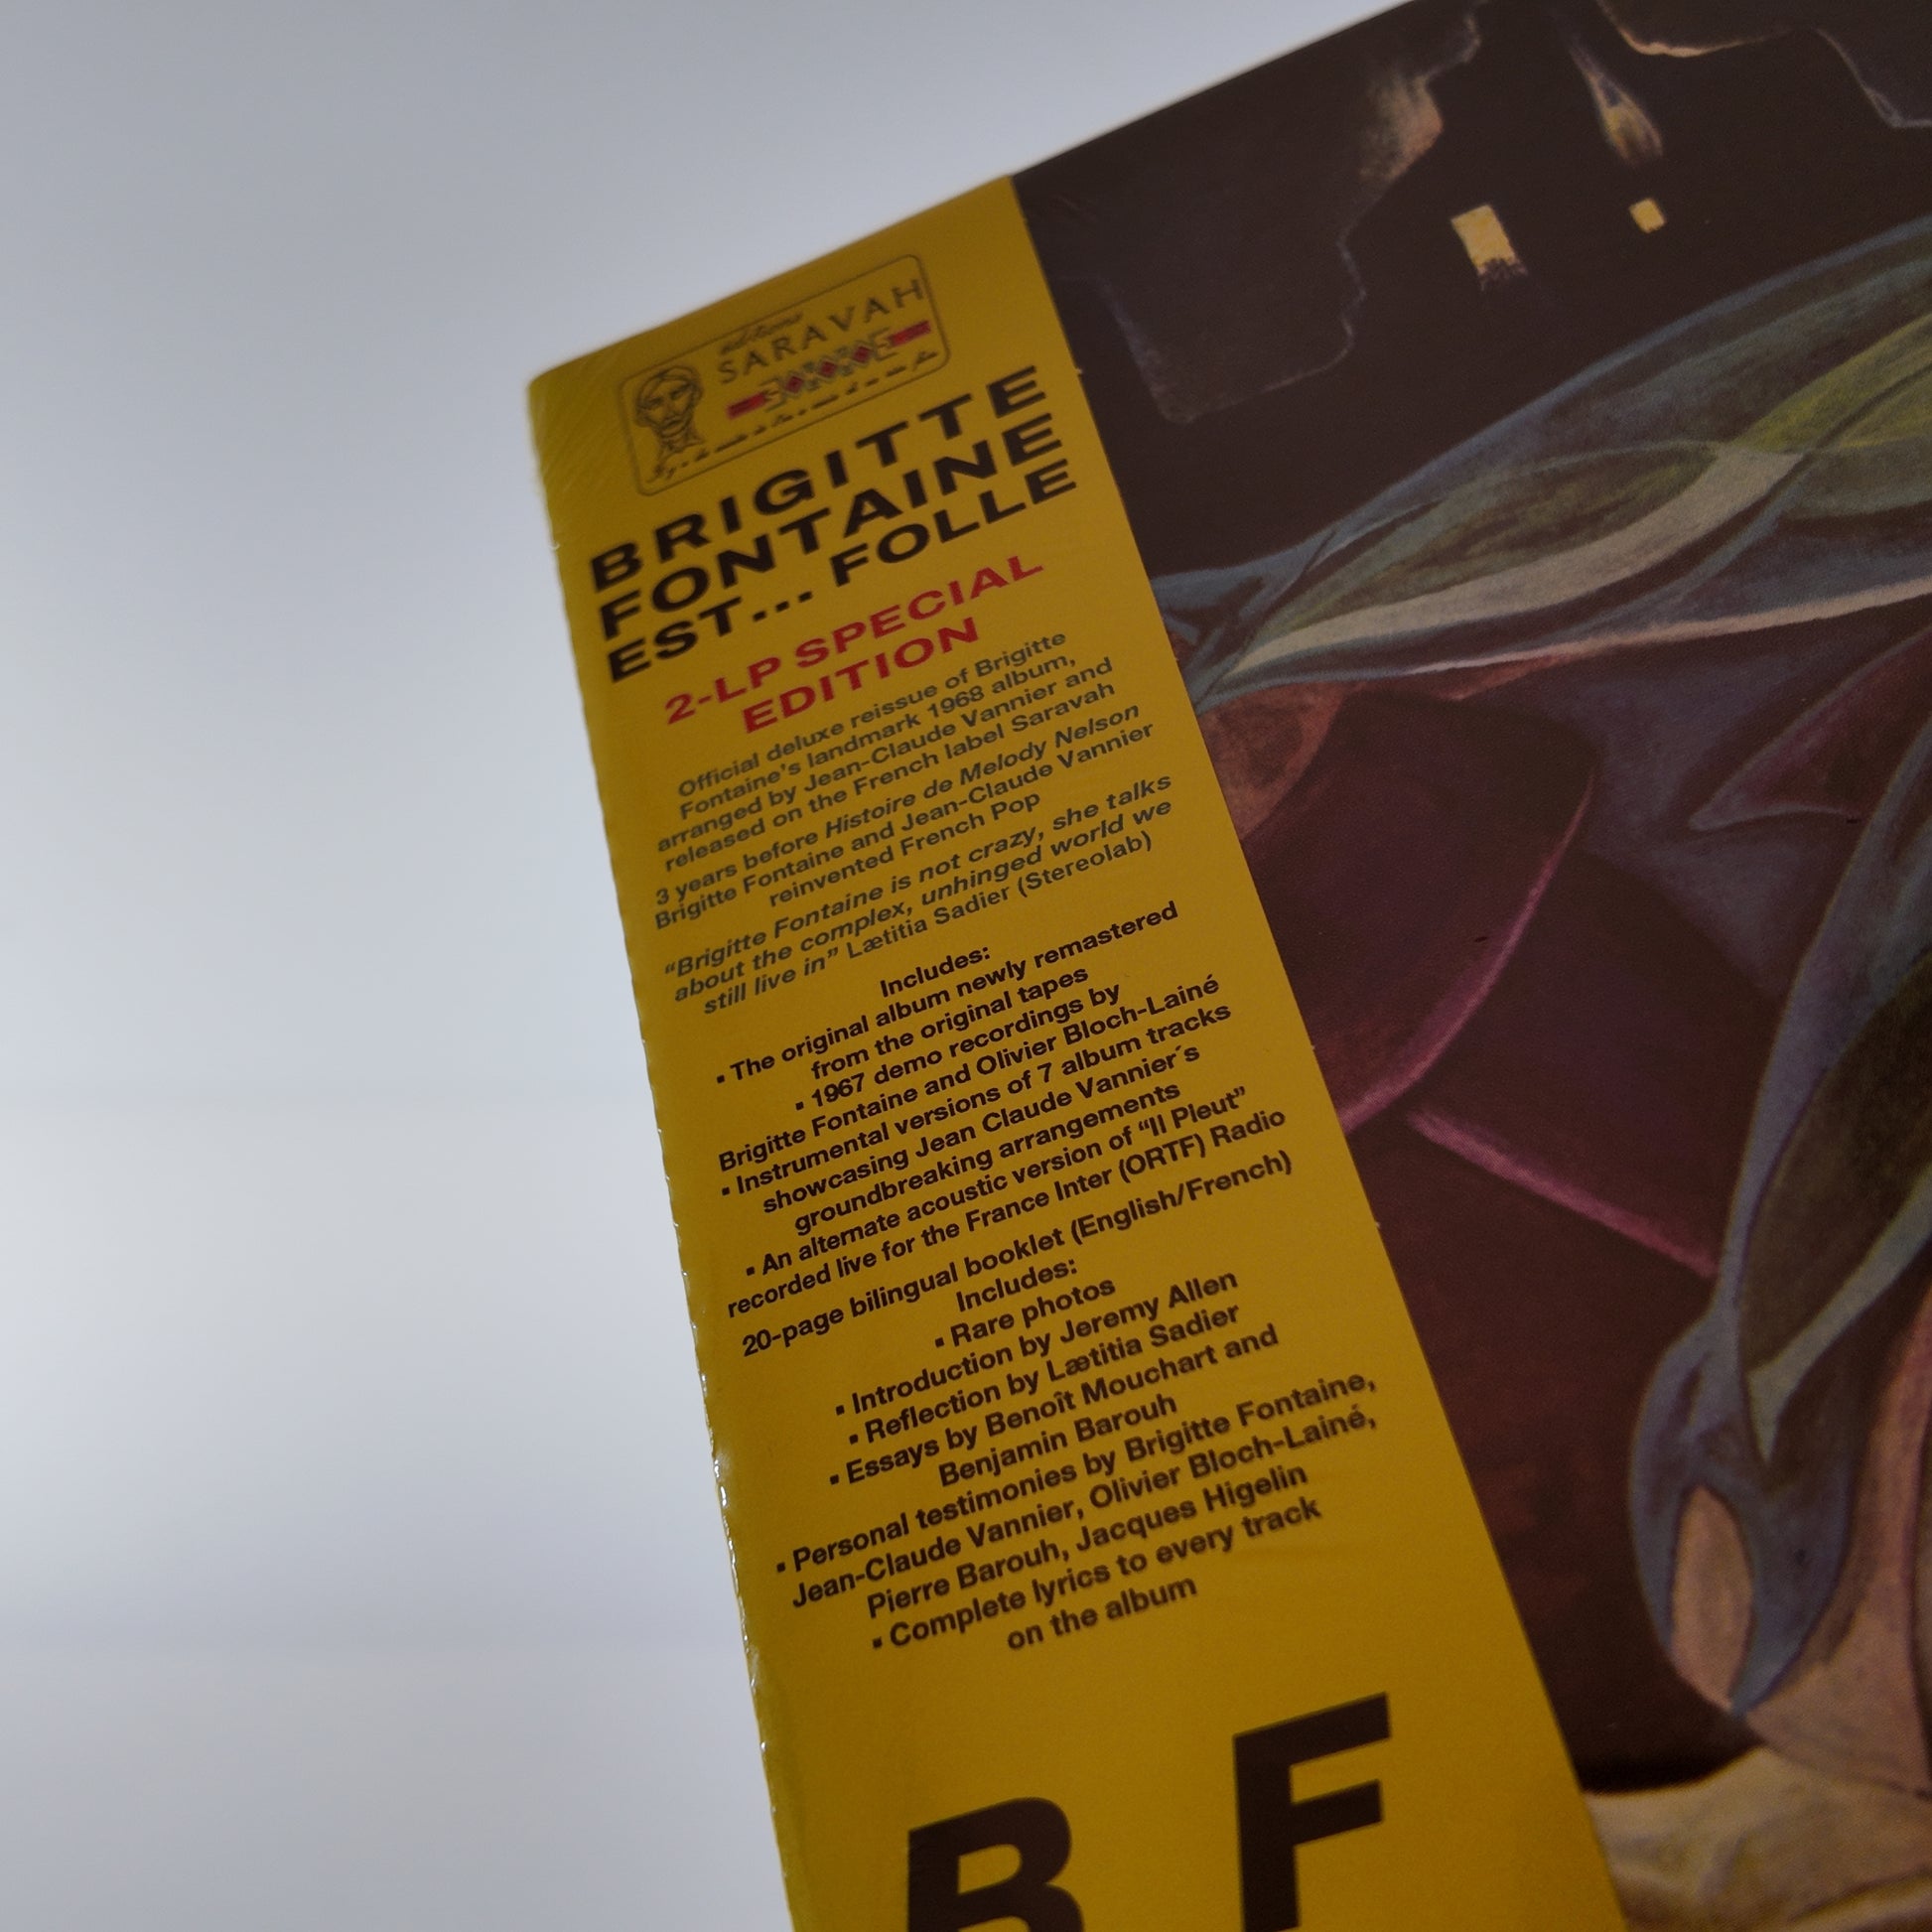 éditions
SARAVAH
BRIGITTE
FONTAINE
EST... FOLLE
2-LP SPECIAL
EDITION
Official deluxe reissue of Brigitte
Fontaine's landmark 1968 album,
arranged by Jean-Claude Vannier and
released on the French label Saravah
3 years before Histoire de Melody Nelson
Brigitte Fontaine and Jean-Claude Vannier
reinvented French Pop
“Brigitte Fontaine is not crazy, she talks
about the complex, unhinged world we
still live in” Lætitia Sadier (Stereolab)
Includes:
▪ The original album newly remastered
from the original tapes
▪ 1967 demo recordings by
Brigitte Fontaine and Olivier Bloch-Lainé
▪ Instrumental versions of 7 album tracks
showcasing Jean Claude Vannier´s
groundbreaking arrangements
▪ An alternate acoustic version of “Il Pleut”
recorded live for the France Inter (ORTF) Radio
20-page bilingual booklet (English/French)
Includes:
▪ Rare photos
▪ Introduction by Jeremy Allen
▪ Reflection by Lætitia Sadier
▪ Essays by Benoît Mouchart and
Benjamin Barouh
▪ Personal testimonies by Brigitte Fontaine,
Jean-Claude Vannier, Olivier Bloch-Lainé,
Pierre Barouh, Jacques Higelin
▪ Complete lyrics to every track
on the album
B F